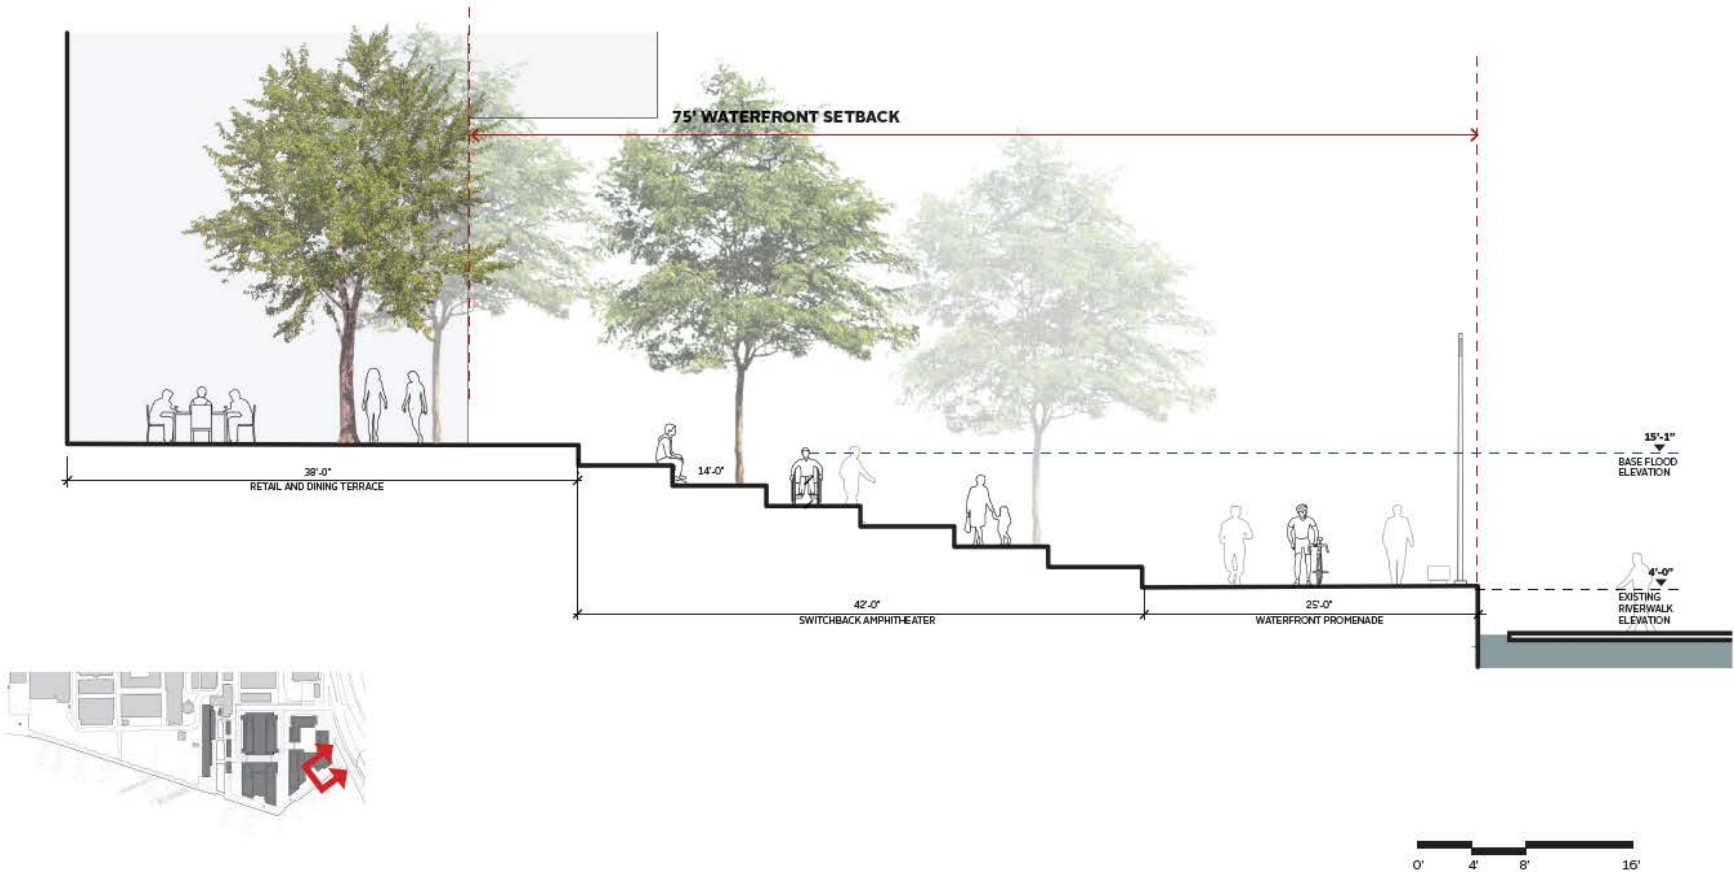 75' WATERFRONT SETBACK
15'-1"
BASE FLOOD
ELEVATION
38'-0"
RETAIL AND DINING TERRACE
14'-0"
4'-0"
EXISTING
RIVERWALK
ELEVATION
42'-0"
SWITCHBACK AMPHITHEATER
25'-0"
WATERFRONT PROMENADE
0' 4' 8' 16'